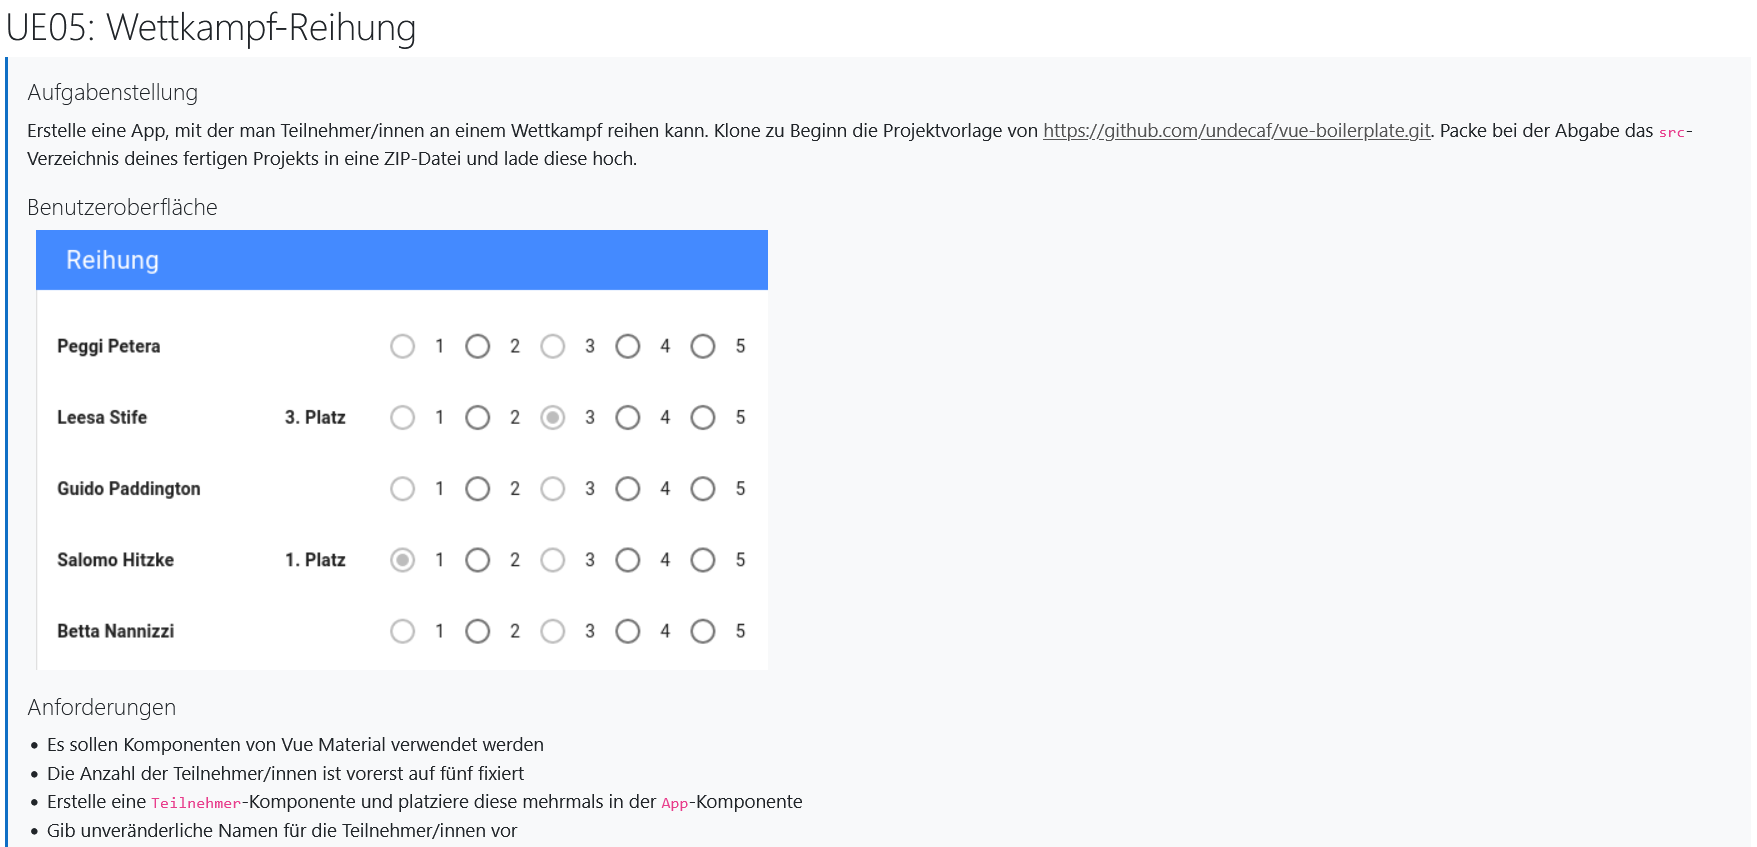 UE05: Wettkampf-Reihung
Aufgabenstellung
Erstelle eine App, mit der man Teilnehmer/innen an einem Wettkampf reihen kann. Klone zu Beginn die Projektvorlage von https://github.com/undecaf/vue-boilerplate.git. Packe bei der Abgabe das src-
Verzeichnis deines fertigen Projekts in eine ZIP-Datei und lade diese hoch.
Benutzeroberfläche
Reihung
Peggi Petera 1 2 3 4 5
Leesa Stife 3. Platz 1 2 3 4 5
Guido Paddington 1 2 3 4 5
Salomo Hitzke 1. Platz 1 2 3 4 5
Betta Nannizzi 1 2 3 4 5
Anforderungen
• Es sollen Komponenten von Vue Material verwendet werden
• Die Anzahl der Teilnehmer/innen ist vorerst auf fünf fixiert
• Erstelle eine Teilnehmer-Komponente und platziere diese mehrmals in der App-Komponente
• Gib unveränderliche Namen für die Teilnehmer/innen vor